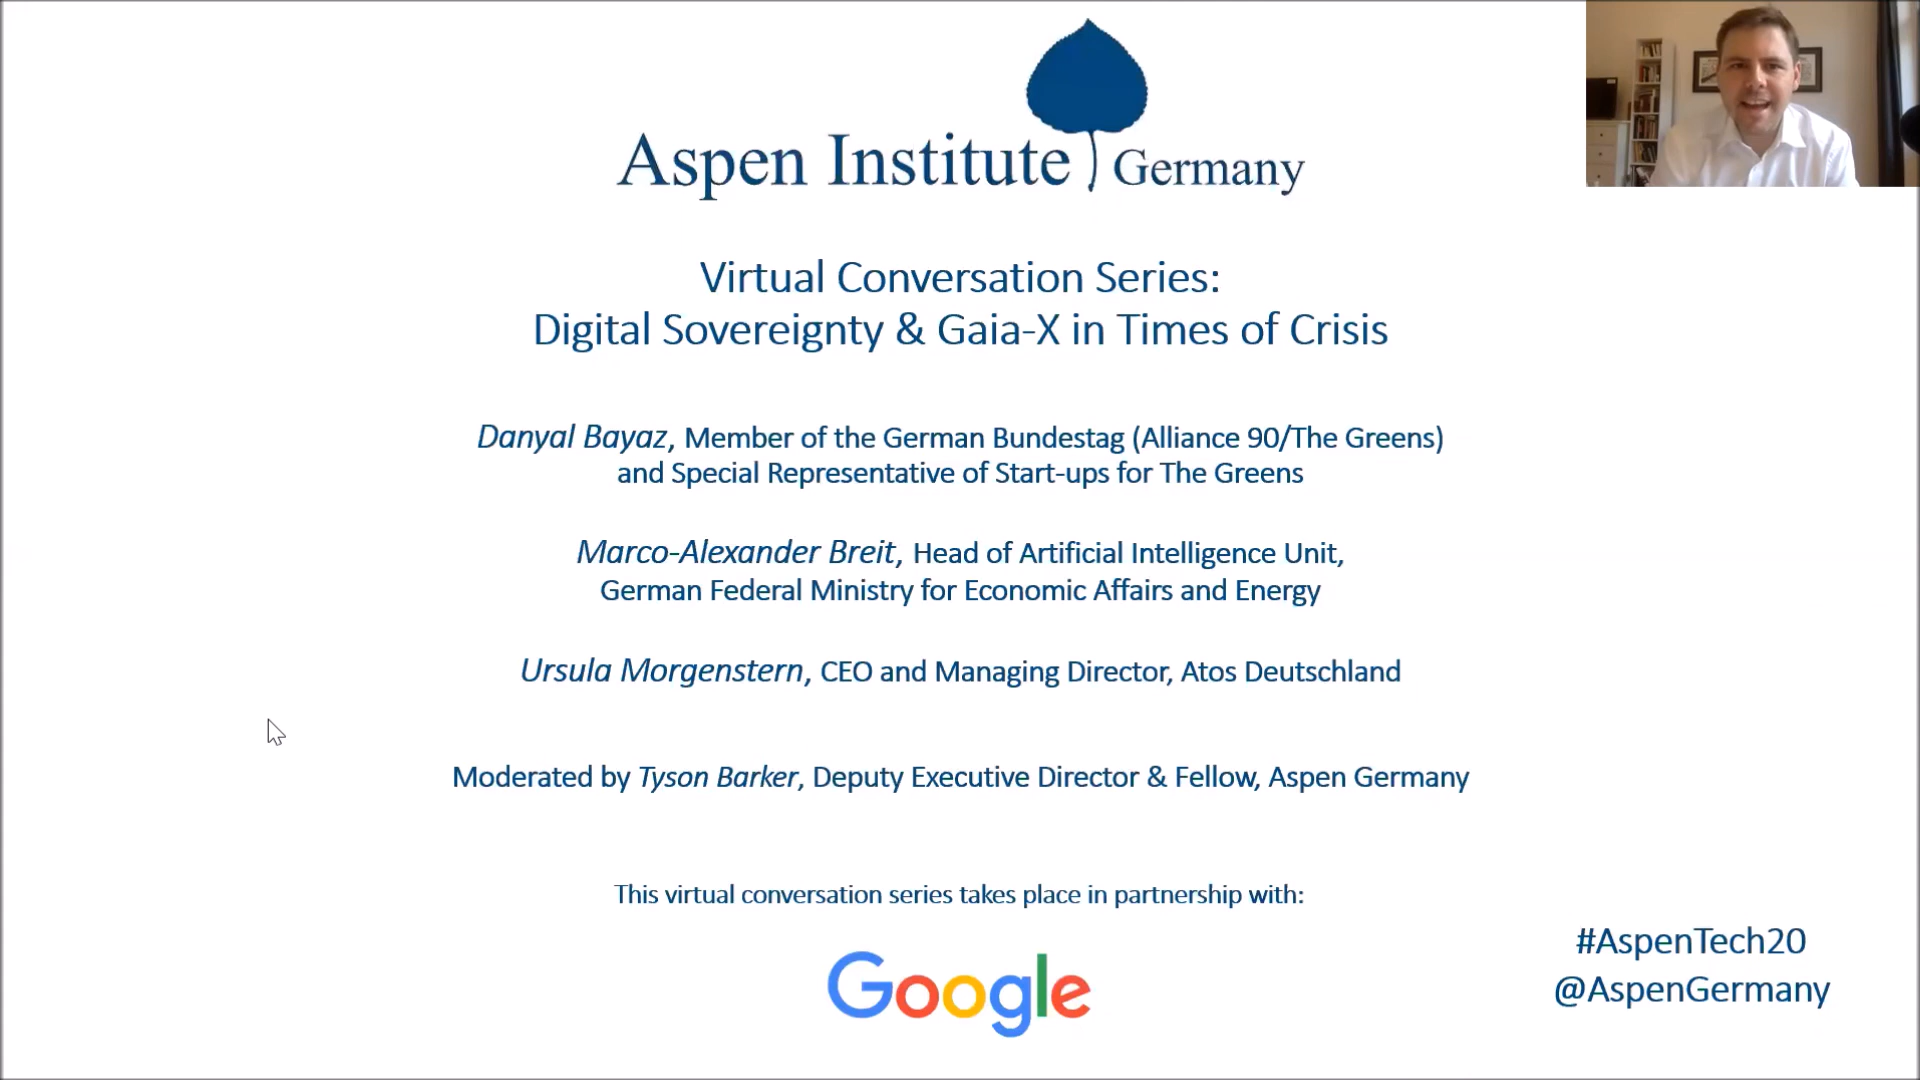 Aspen Institute Germany
Virtual Conversation Series:
Digital Sovereignty & Gaia-X in Times of Crisis
Danyal Bayaz, Member of the German Bundestag (Alliance 90/The Greens)
and Special Representative of Start-ups for The Greens
Marco-Alexander Breit, Head of Artificial Intelligence Unit,
German Federal Ministry for Economic Affairs and Energy
Ursula Morgenstern, CEO and Managing Director, Atos Deutschland
Moderated by Tyson Barker, Deputy Executive Director & Fellow, Aspen Germany
This virtual conversation series takes place in partnership with:
Google
#AspenTech20
@AspenGermany